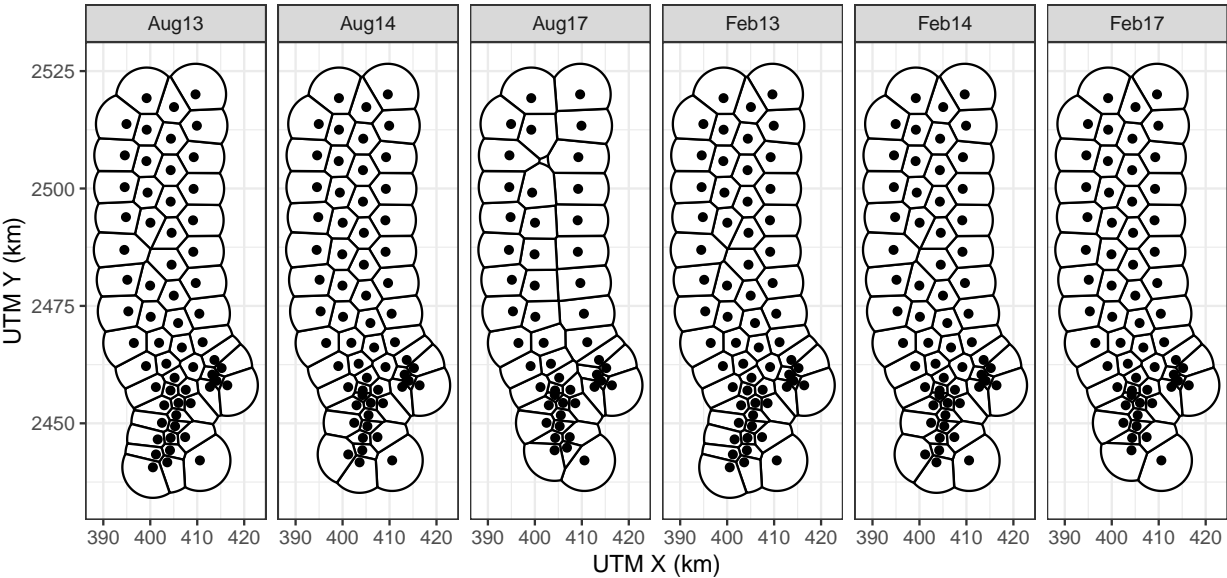 Aug13 Aug14 Aug17 Feb13 Feb14 Feb17
2525
2500
2475
2450
UTM Y (km)
390 400 410 420 390 400 410 420 390 400 410 420 390 400 410 420 390 400 410 420 390 400 410 420
UTM X (km)